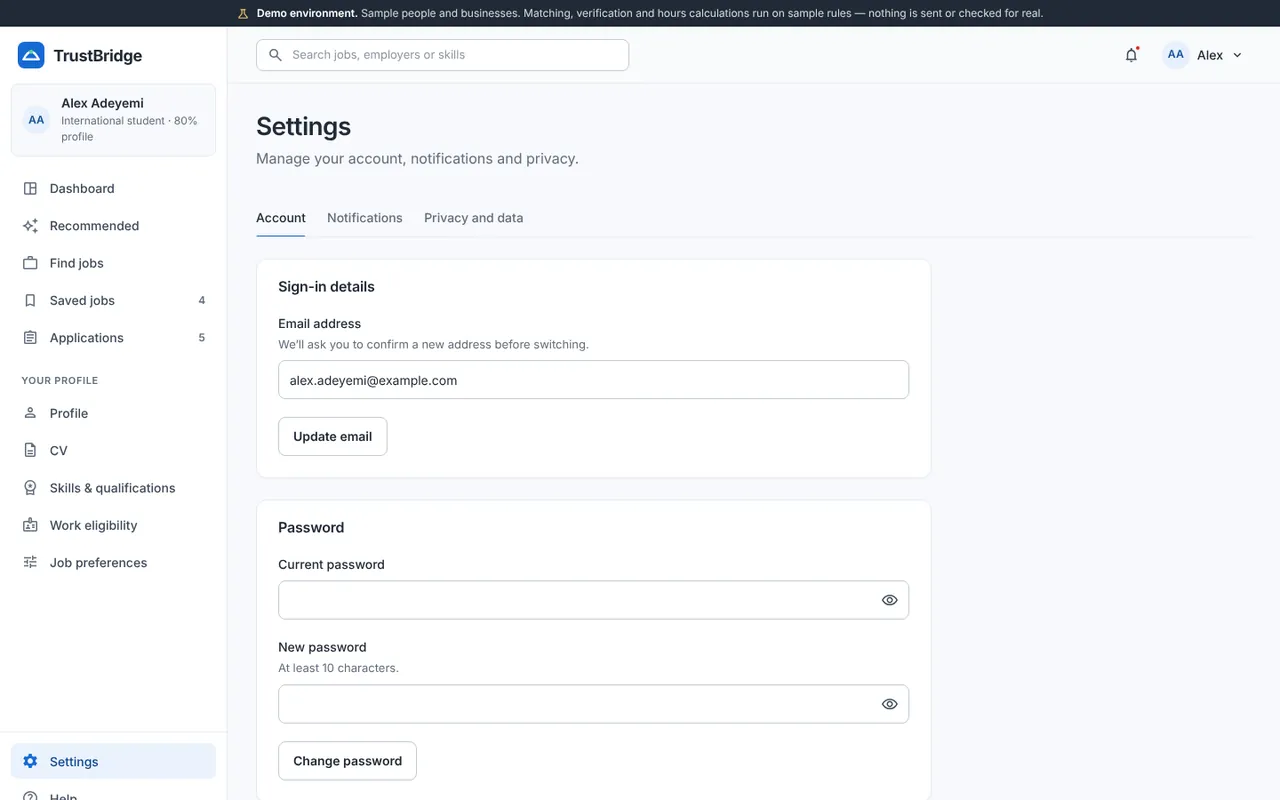 Demo environment. Sample people and businesses. Matching, verification and hours calculations run on sample rules — nothing is sent or checked for real.
TrustBridge
Search jobs, employers or skills
AA
Alex
AA
Alex Adeyemi
International student · 80%
profile
Dashboard
Recommended
Find jobs
Saved jobs 4
Applications 5
YOUR PROFILE
Profile
CV
Skills & qualifications
Work eligibility
Job preferences
Settings
Help
Settings
Manage your account, notifications and privacy.
Account Notifications Privacy and data
Sign-in details
Email address
We'll ask you to confirm a new address before switching.
alex.adeyemi@example.com
Update email
Password
Current password
New password
At least 10 characters.
Change password